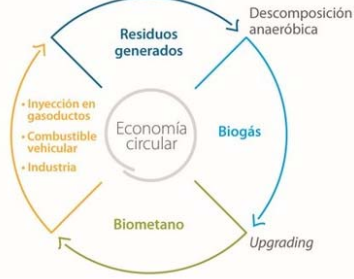 Descomposición
anaeróbica
Residuos
generados
• Inyección en
gasoductos
• Combustible
vehicular
• Industria
Economía
circular
Biogás
Biometano
Upgrading